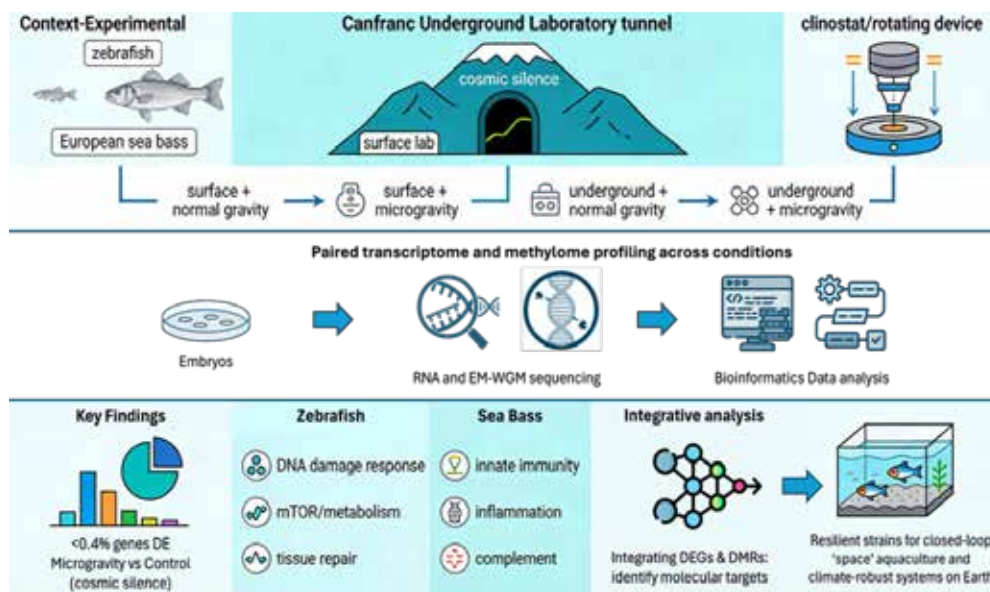 Context-Experimental
zebrafish
European sea bass
Canfranc Underground Laboratory tunnel
cosmic silence
surface lab
clinostat/rotating device
surface +
normal gravity
surface +
microgravity
underground +
normal gravity
underground
+ microgravity
Paired transcriptome and methylome profiling across conditions
Embryos
RNA and EM-WGM sequencing
Bioinformatics Data analysis
Key Findings
<0.4% genes DE
Microgravity vs Control
(cosmic silence)
Zebrafish
DNA damage response
mTOR/metabolism
tissue repair
Sea Bass
innate immunity
inflammation
complement
Integrative analysis
Integrating DEGs & DMRs:
identify molecular targets
Resilient strains for closed-loop
'space' aquaculture and
climate-robust systems on Earth